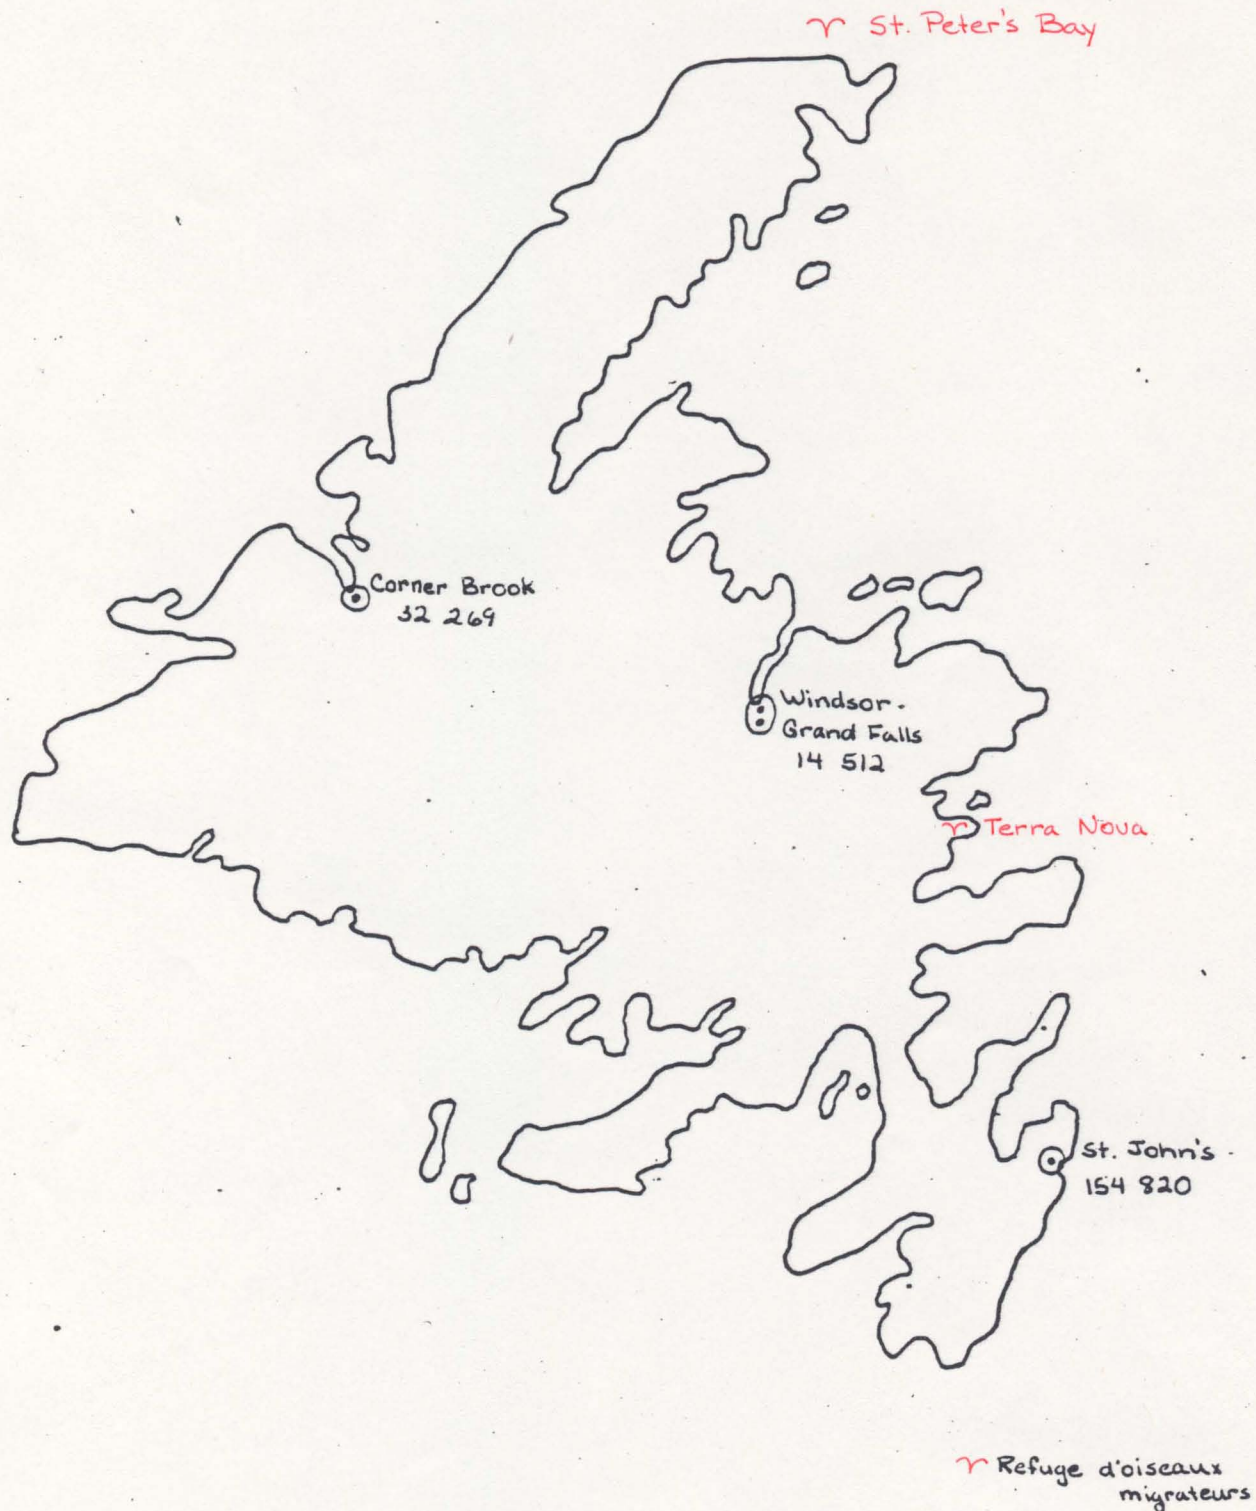 St. Peter's Bay
Corner Brook
32 269
Windsor-
Grand Falls
14 512
Terra Nova
St. John's
154 820
Refuge d'oiseaux
migrateurs